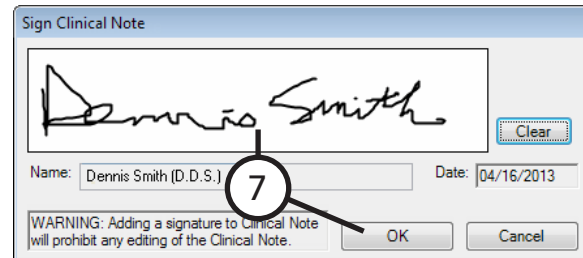 Sign Clinical Note
Dennis Smith
Clear
Name: Dennis Smith (D.D.S.) Date: 04/16/2013
7
WARNING: Adding a signature to Clinical Note
will prohibit any editing of the Clinical Note.
OK Cancel